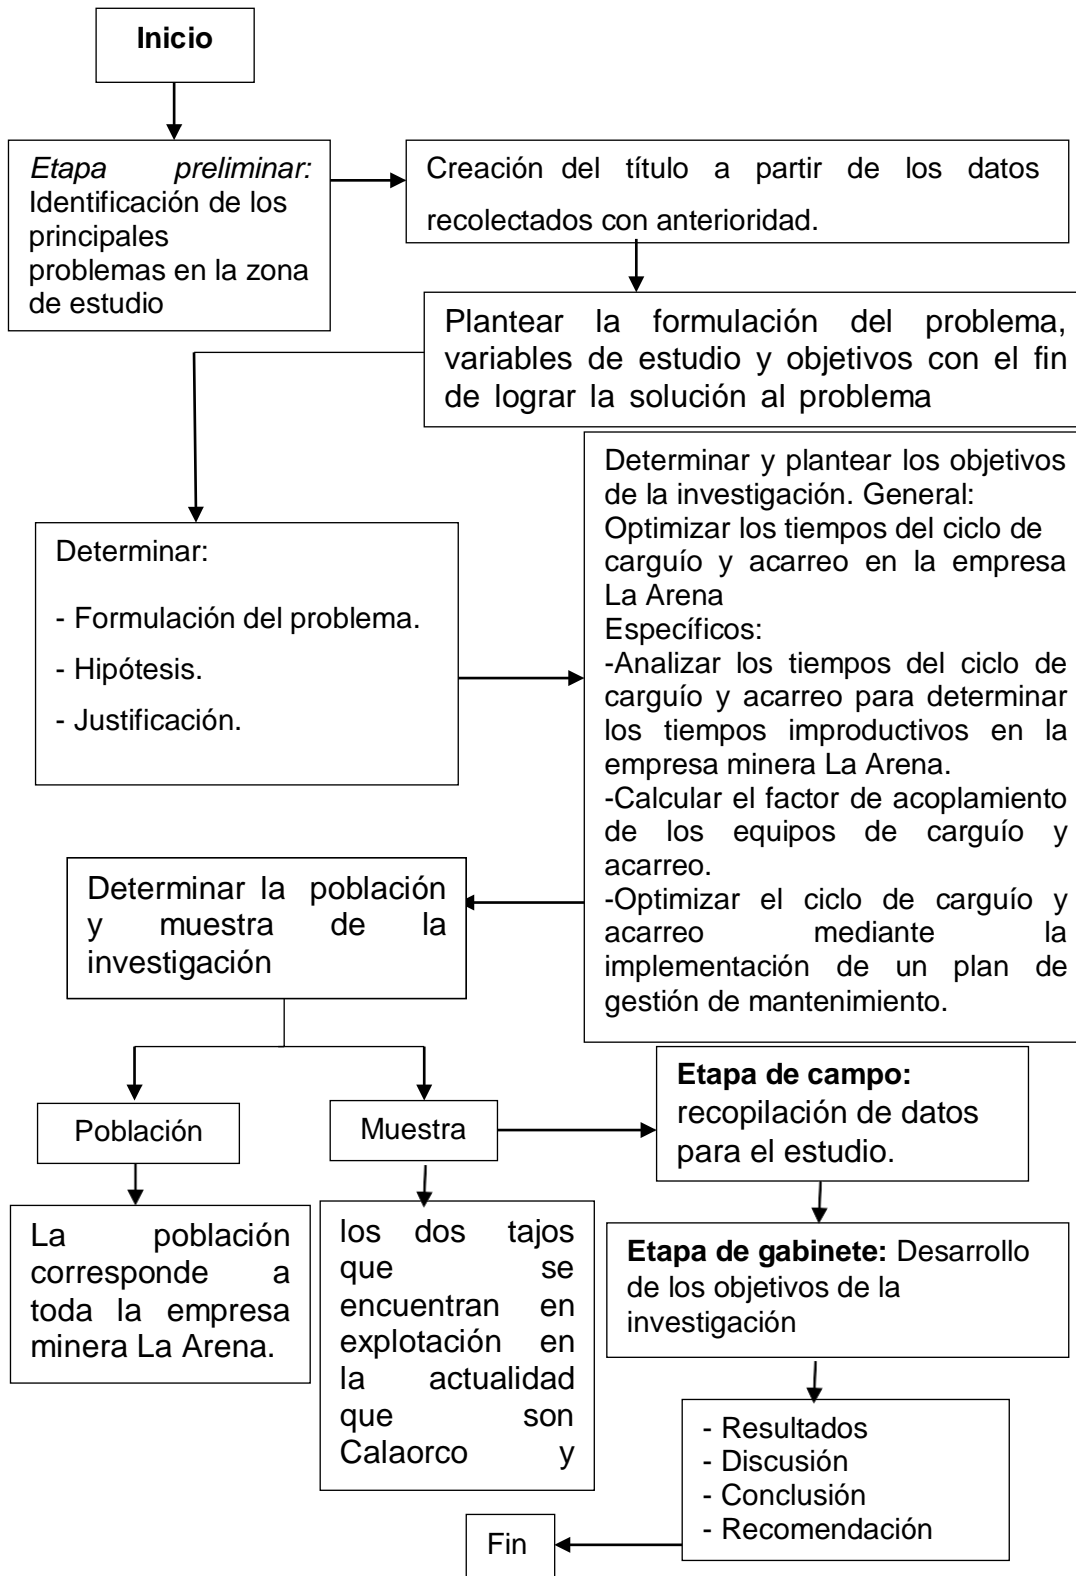 Inicio
Etapa preliminar:
Identificación de los
principales
problemas en la zona
de estudio
Creación del título a partir de los datos
recolectados con anterioridad.
Plantear la formulación del problema,
variables de estudio y objetivos con el fin
de lograr la solución al problema
Determinar:
- Formulación del problema.
- Hipótesis.
- Justificación.
Determinar y plantear los objetivos
de la investigación. General:
Optimizar los tiempos del ciclo de
carguío y acarreo en la empresa
La Arena
Específicos:
-Analizar los tiempos del ciclo de
carguío y acarreo para determinar
los tiempos improductivos en la
empresa minera La Arena.
-Calcular el factor de acoplamiento
de los equipos de carguío y
acarreo.
-Optimizar el ciclo de carguío y
acarreo mediante la
implementación de un plan de
gestión de mantenimiento.
Determinar la población
y muestra de la
investigación
Población
Muestra
La población
corresponde a
toda la empresa
minera La Arena.
los dos tajos
que se
encuentran en
explotación en
la actualidad
que son
Calaorco y
Etapa de campo:
recopilación de datos
para el estudio.
Etapa de gabinete: Desarrollo
de los objetivos de la
investigación
- Resultados
- Discusión
- Conclusión
- Recomendación
Fin